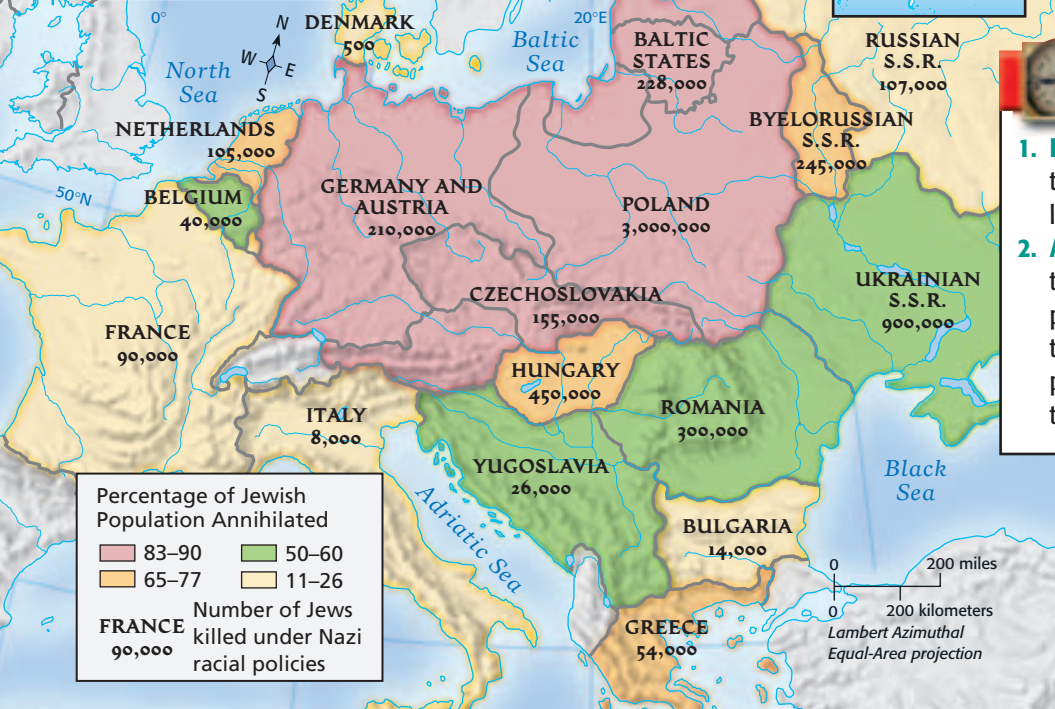 0°
N
W
E
S
DENMARK
500
20°E
Baltic
Sea
BALTIC
STATES
228,000
RUSSIAN
S.S.R.
107,000
North
Sea
NETHERLANDS
105,000
BYELORUSSIAN
S.S.R.
245,000
50°N
BELGIUM
40,000
GERMANY AND
AUSTRIA
210,000
POLAND
3,000,000
1.
2.
UKRAINIAN
S.S.R.
900,000
CZECHOSLOVAKIA
155,000
FRANCE
90,000
HUNGARY
450,000
ITALY
8,000
ROMANIA
300,000
YUGOSLAVIA
26,000
Black
Sea
Adriatic Sea
BULGARIA
14,000
GREECE
54,000
Percentage of Jewish
Population Annihilated
83–90 50–60
65–77 11–26
FRANCE
90,000
Number of Jews
killed under Nazi
racial policies
0 200 miles
0 200 kilometers
Lambert Azimuthal
Equal-Area projection